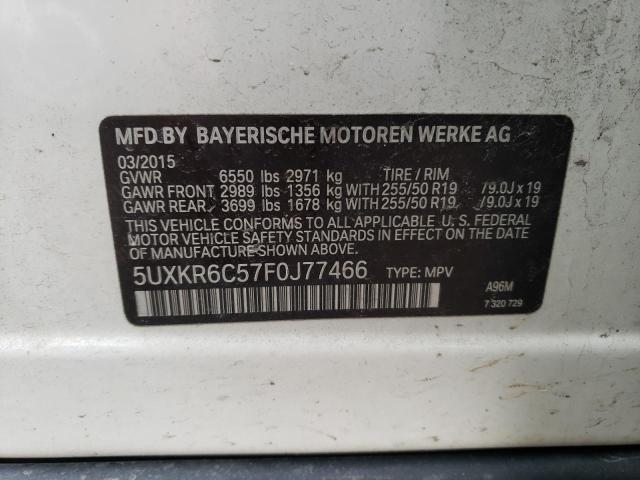 MFD BY BAYERISCHE MOTOREN WERKE AG
03/2015
GVWR 6550 lbs 2971 kg TIRE / RIM
GAWR FRONT 2989 lbs 1356 kg WITH 255/50 R19 /9.0J x 19
GAWR REAR 3699 lbs 1678 kg WITH 255/50 R19 /9.0J x 19
THIS VEHICLE CONFORMS TO ALL APPLICABLE U. S. FEDERAL
MOTOR VEHICLE SAFETY AND THEFT PREVENTION STANDARDS IN EFFECT ON THE DATE
OF MANUFACTURE SHOWN ABOVE.
5UXKR6C57F0J77466 TYPE: MPV
A96M
7 320 729